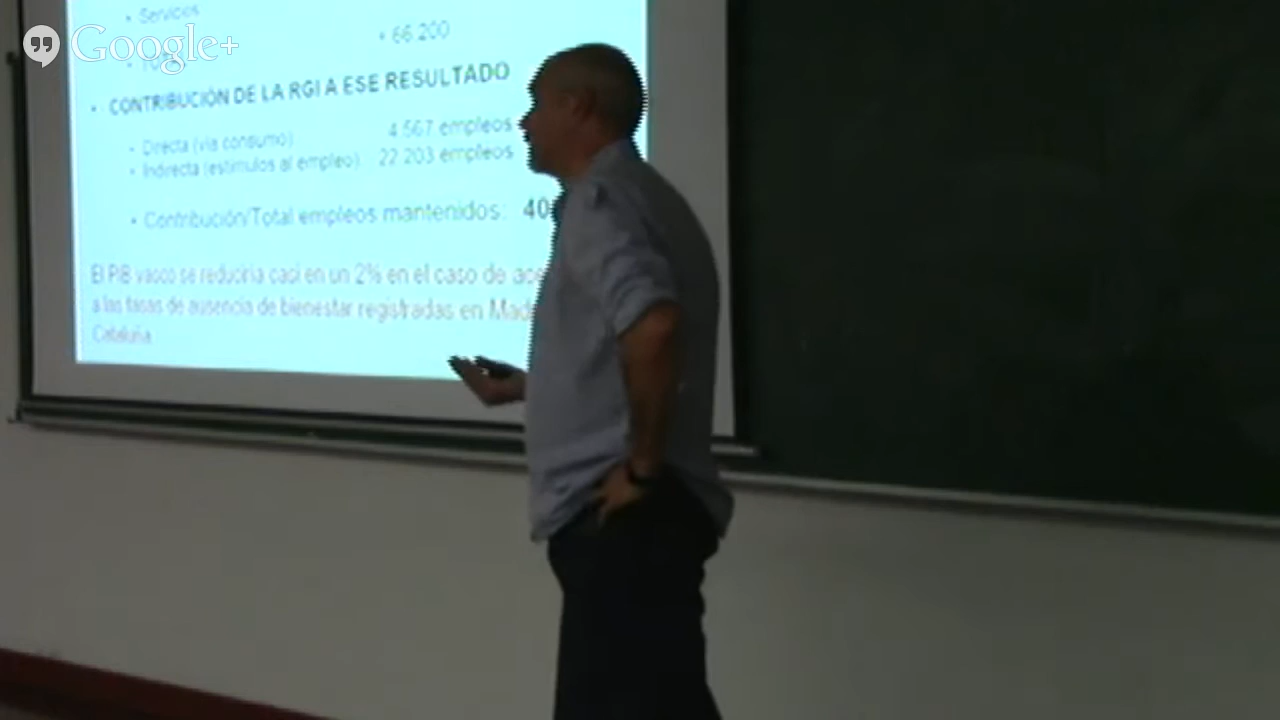 Google+
• Servicios
+ 66 200
• CONTRIBUCIÓN DE LA RGI A ESE RESULTADO
• Directa (vía consumo) 4.567 empleos
• Indirecta (estímulos al empleo) 22 203 empleos
• Contribución/Total empleos mantenidos: 40
El PIB vasco se reduciría casi en un 2% en el caso de
a las tasas de ausencia de bienestar registradas en
Cataluña